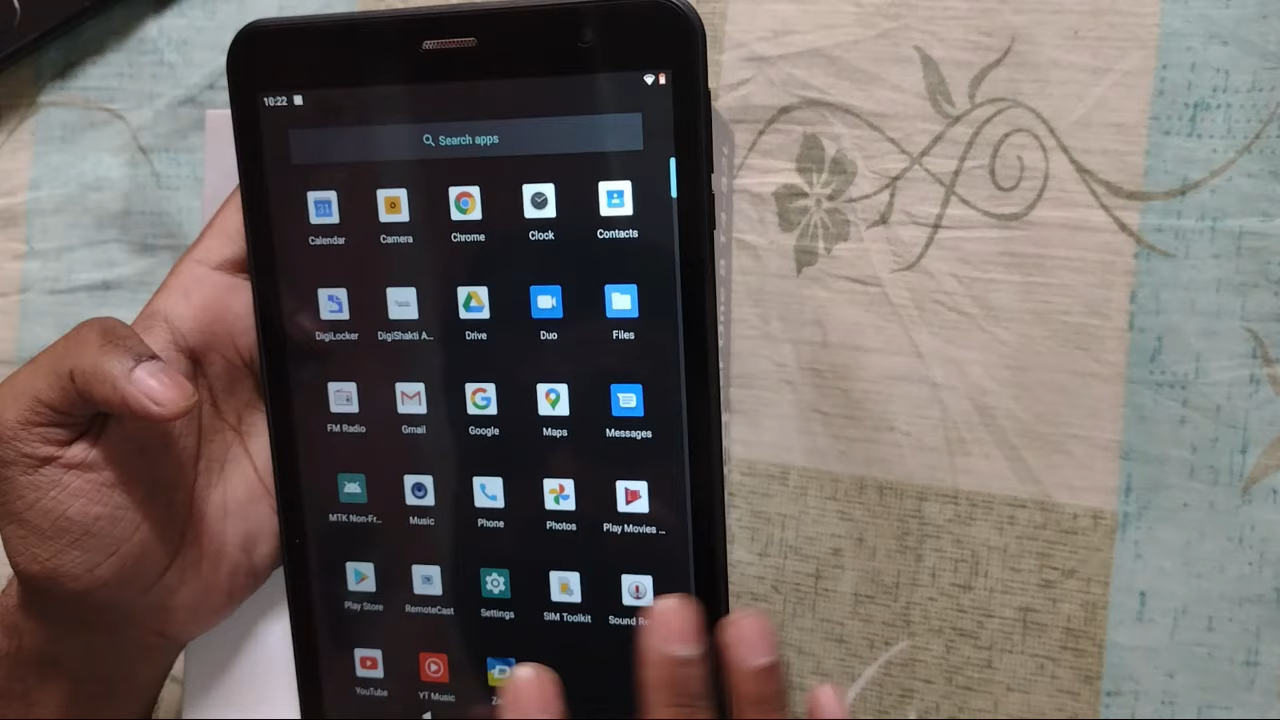 10:22
Search apps
31
Calendar Camera Chrome Clock Contacts
DigiLocker DigiShakti A... Drive Duo Files
FM Radio Gmail Google Maps Messages
MTK Non-Fr... Music Phone Photos Play Movies ...
Play Store RemoteCast Settings SIM Toolkit Sound
YouTube YT Music